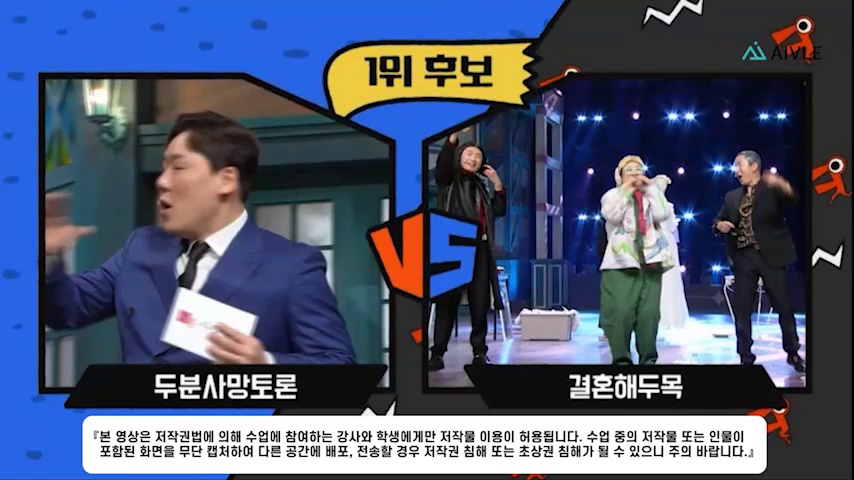 AIVLE
1위 후보
VS
두분사망토론
결혼해두목
『본 영상은 저작권법에 의해 수업에 참여하는 강사와 학생에게만 저작물 이용이 허용됩니다. 수업 중의 저작물 또는 인물이
포함된 화면을 무단 캡처하여 다른 공간에 배포, 전송할 경우 저작권 침해 또는 초상권 침해가 될 수 있으니 주의 바랍니다.』